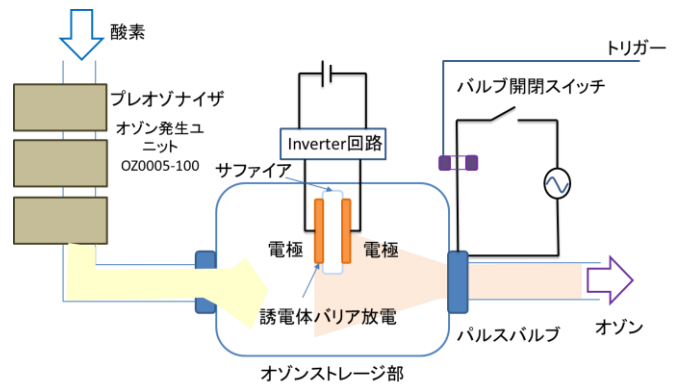 酸素
トリガー
プレオゾナイザ
バルブ開閉スイッチ
オゾン発生ユ
ニット
OZ0005-100
Inverter回路
サファイア
電極
電極
誘電体バリア放電
パルスバルブ
オゾン
オゾンストレージ部